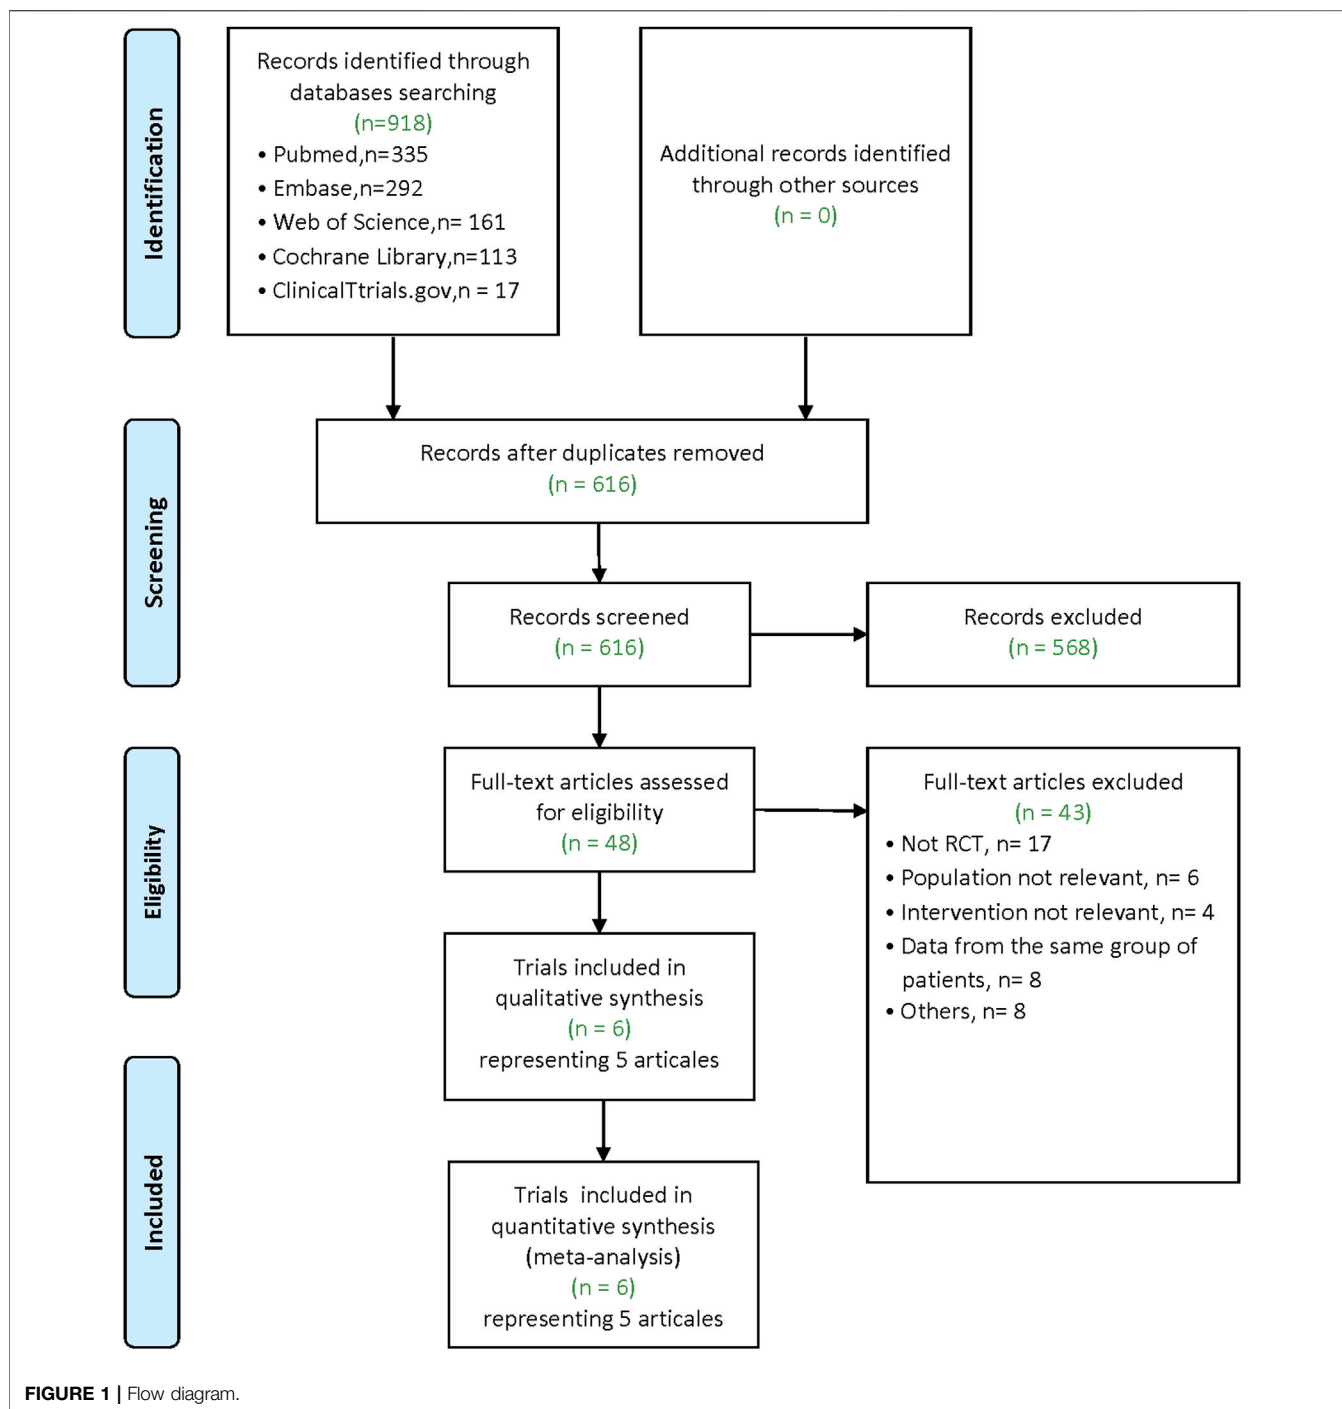 Identification
Records identified through
databases searching
(n=918)
• Pubmed,n=335
• Embase,n=292
• Web of Science,n= 161
• Cochrane Library,n=113
• ClinicalTtrials.gov,n = 17
Additional records identified
through other sources
(n = 0)
Screening
Records after duplicates removed
(n = 616)
Records screened
(n = 616)
Records excluded
(n = 568)
Eligibility
Full-text articles assessed
for eligibility
(n = 48)
Full-text articles excluded
(n = 43)
• Not RCT, n= 17
• Population not relevant, n= 6
• Intervention not relevant, n= 4
• Data from the same group of
patients, n= 8
• Others, n= 8
Trials included in
qualitative synthesis
(n = 6)
representing 5 articales
Included
Trials included in
quantitative synthesis
(meta-analysis)
(n = 6)
representing 5 articales
FIGURE 1 | Flow diagram.